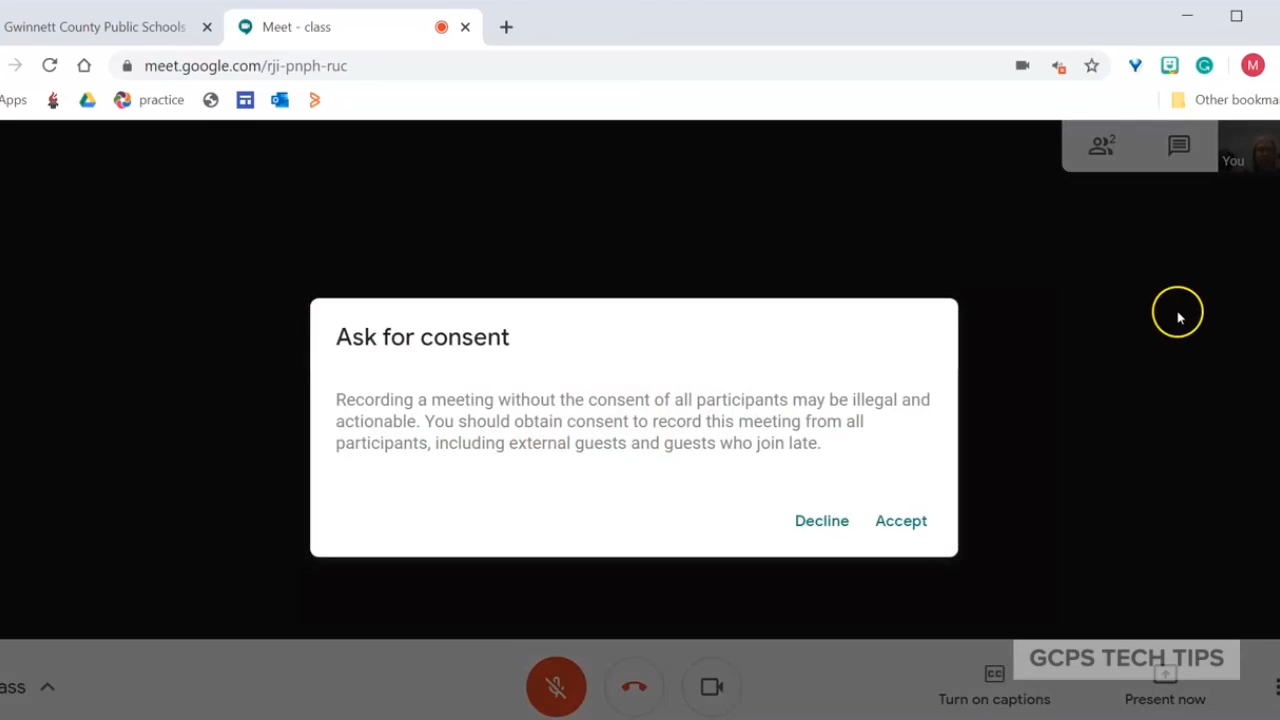 Gwinnett County Public Schools
Meet - class
meet.google.com/rji-pnph-ruc
M
Apps
practice
Other bookma
2
You
Ask for consent
Recording a meeting without the consent of all participants may be illegal and
actionable. You should obtain consent to record this meeting from all
participants, including external guests and guests who join late.
Decline Accept
GCPS TECH TIPS
ass
CC
Turn on captions
Present now